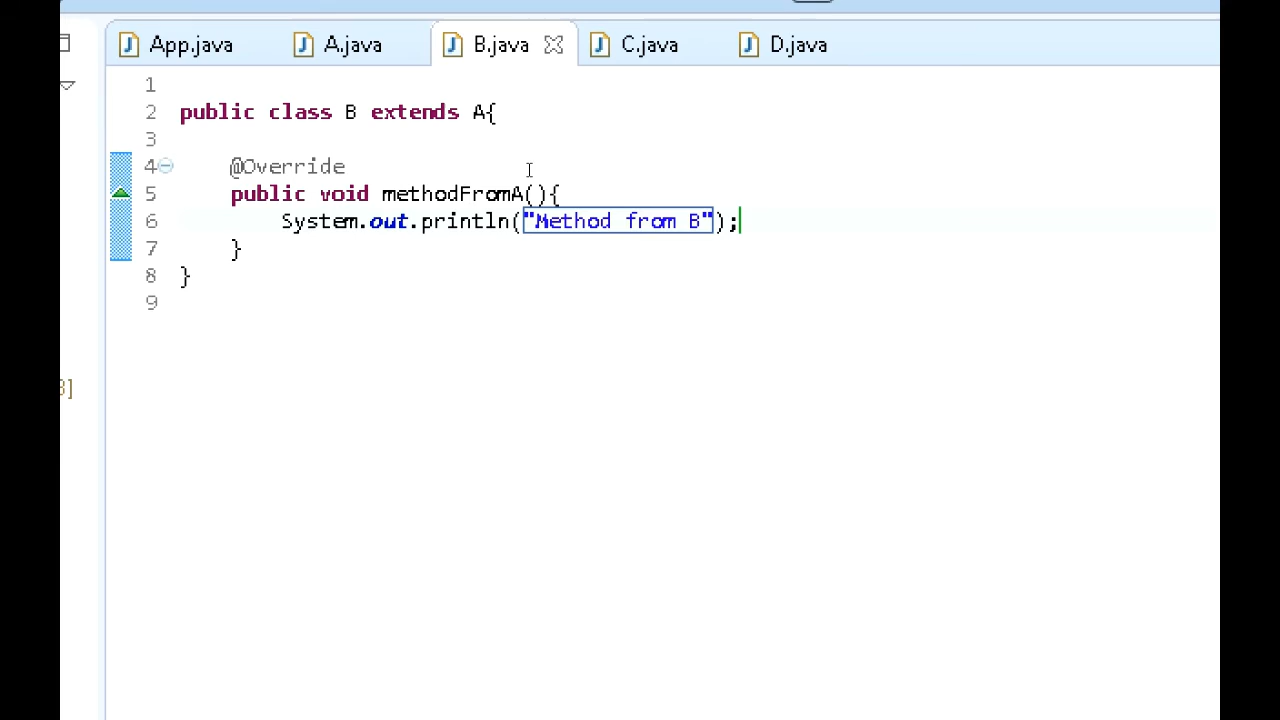 App.java A.java B.java C.java D.java
1
2 public class B extends A{
3
4 @Override
5 public void methodFromA(){
6 System.out.println("Method from B");
7 }
8 }
9
]